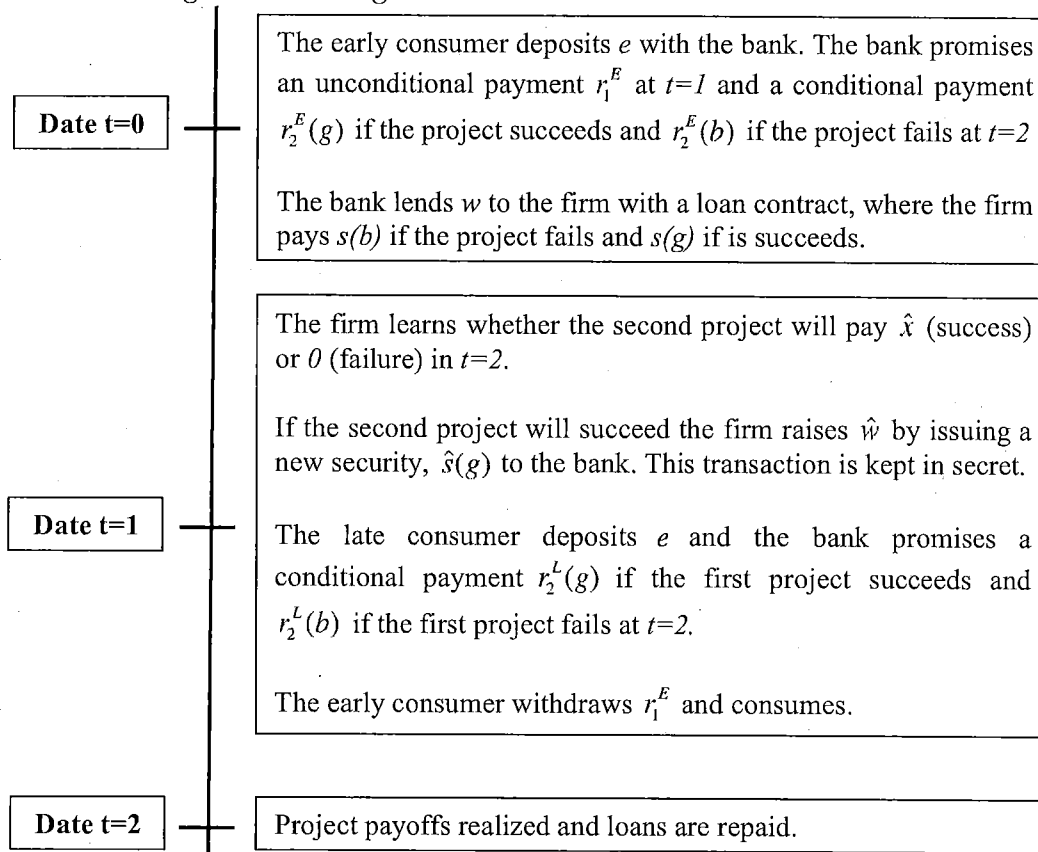 The early consumer deposits e with the bank. The bank promises
an unconditional payment r₁ᴱ at t=1 and a conditional payment
r₂ᴱ(g) if the project succeeds and r₂ᴱ(b) if the project fails at t=2
Date t=0
The bank lends w to the firm with a loan contract, where the firm
pays s(b) if the project fails and s(g) if is succeeds.
The firm learns whether the second project will pay x̂ (success)
or 0 (failure) in t=2.
If the second project will succeed the firm raises ŵ by issuing a
new security, ŝ(g) to the bank. This transaction is kept in secret.
Date t=1
The late consumer deposits e and the bank promises a
conditional payment r₂ᴸ(g) if the first project succeeds and
r₂ᴸ(b) if the first project fails at t=2.
The early consumer withdraws r₁ᴱ and consumes.
Date t=2
Project payoffs realized and loans are repaid.